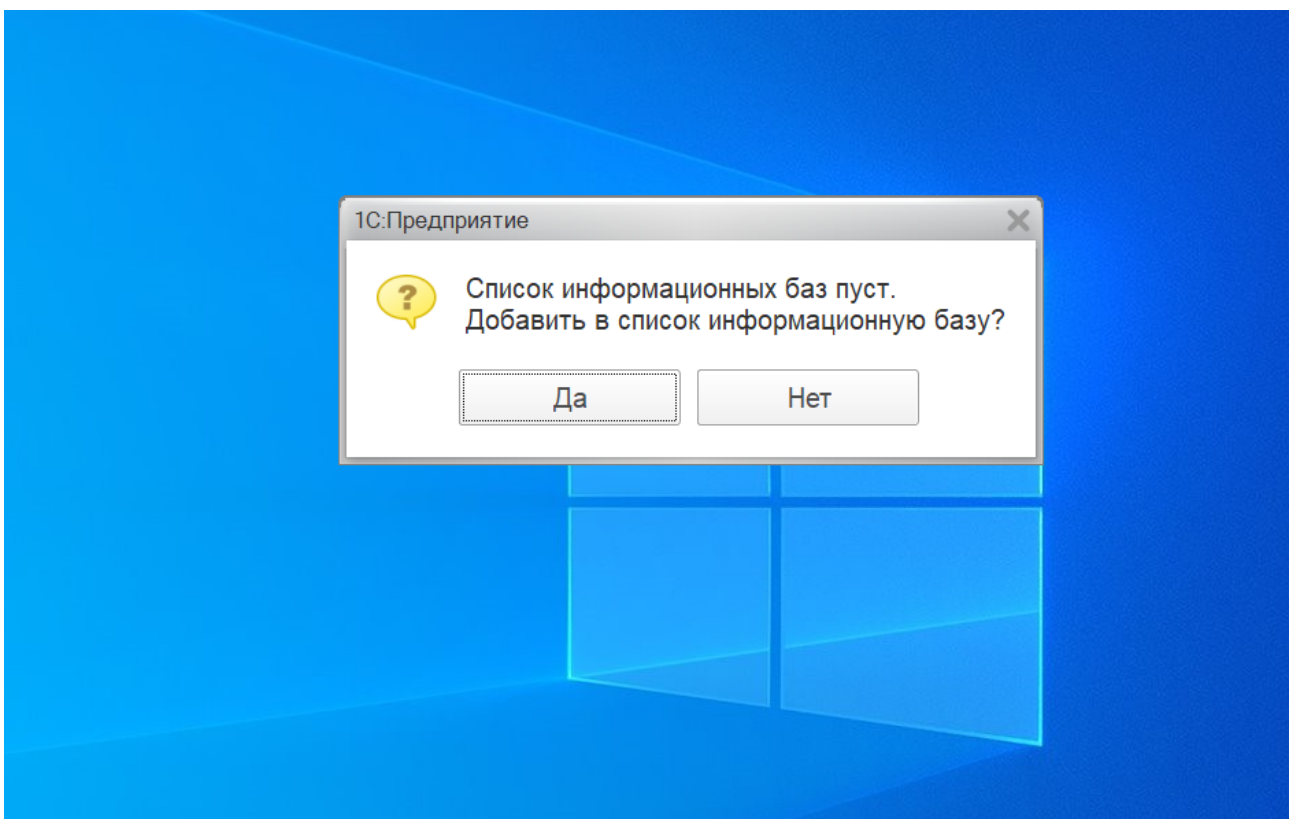 1С:Предприятие
?
Список информационных баз пуст.
Добавить в список информационную базу?
Да
Нет